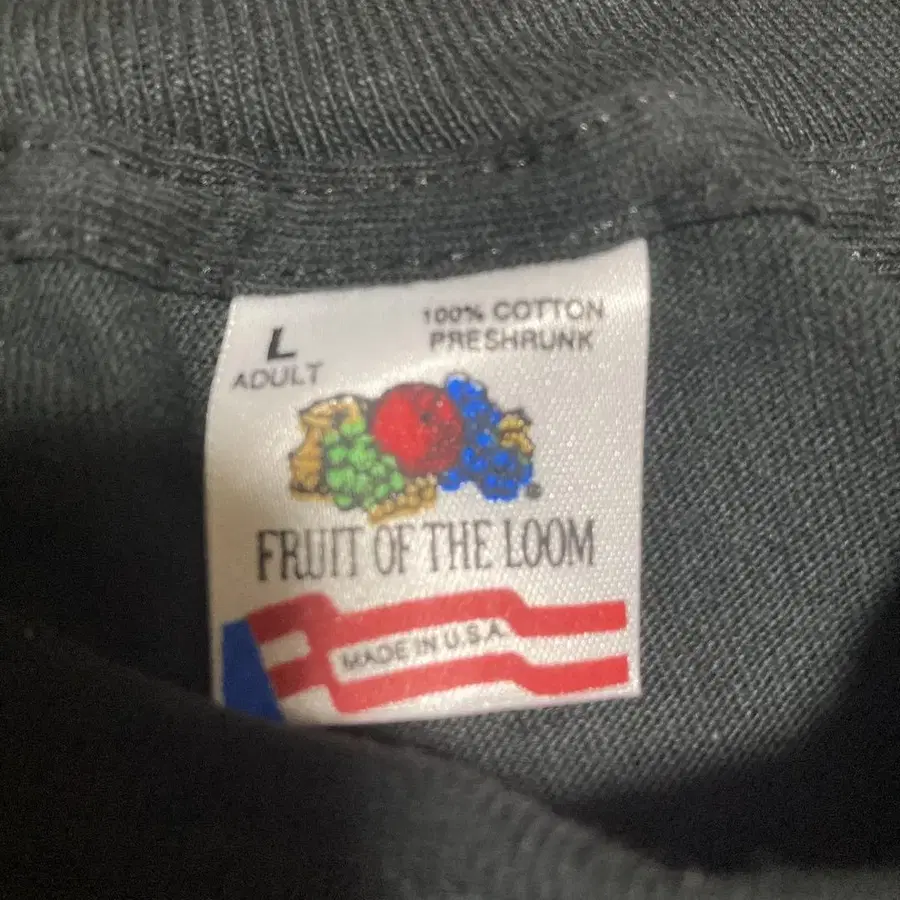 L
ADULT
100% COTTON
PRESHRUNK
FRUIT OF THE LOOM
MADE IN U.S.A.